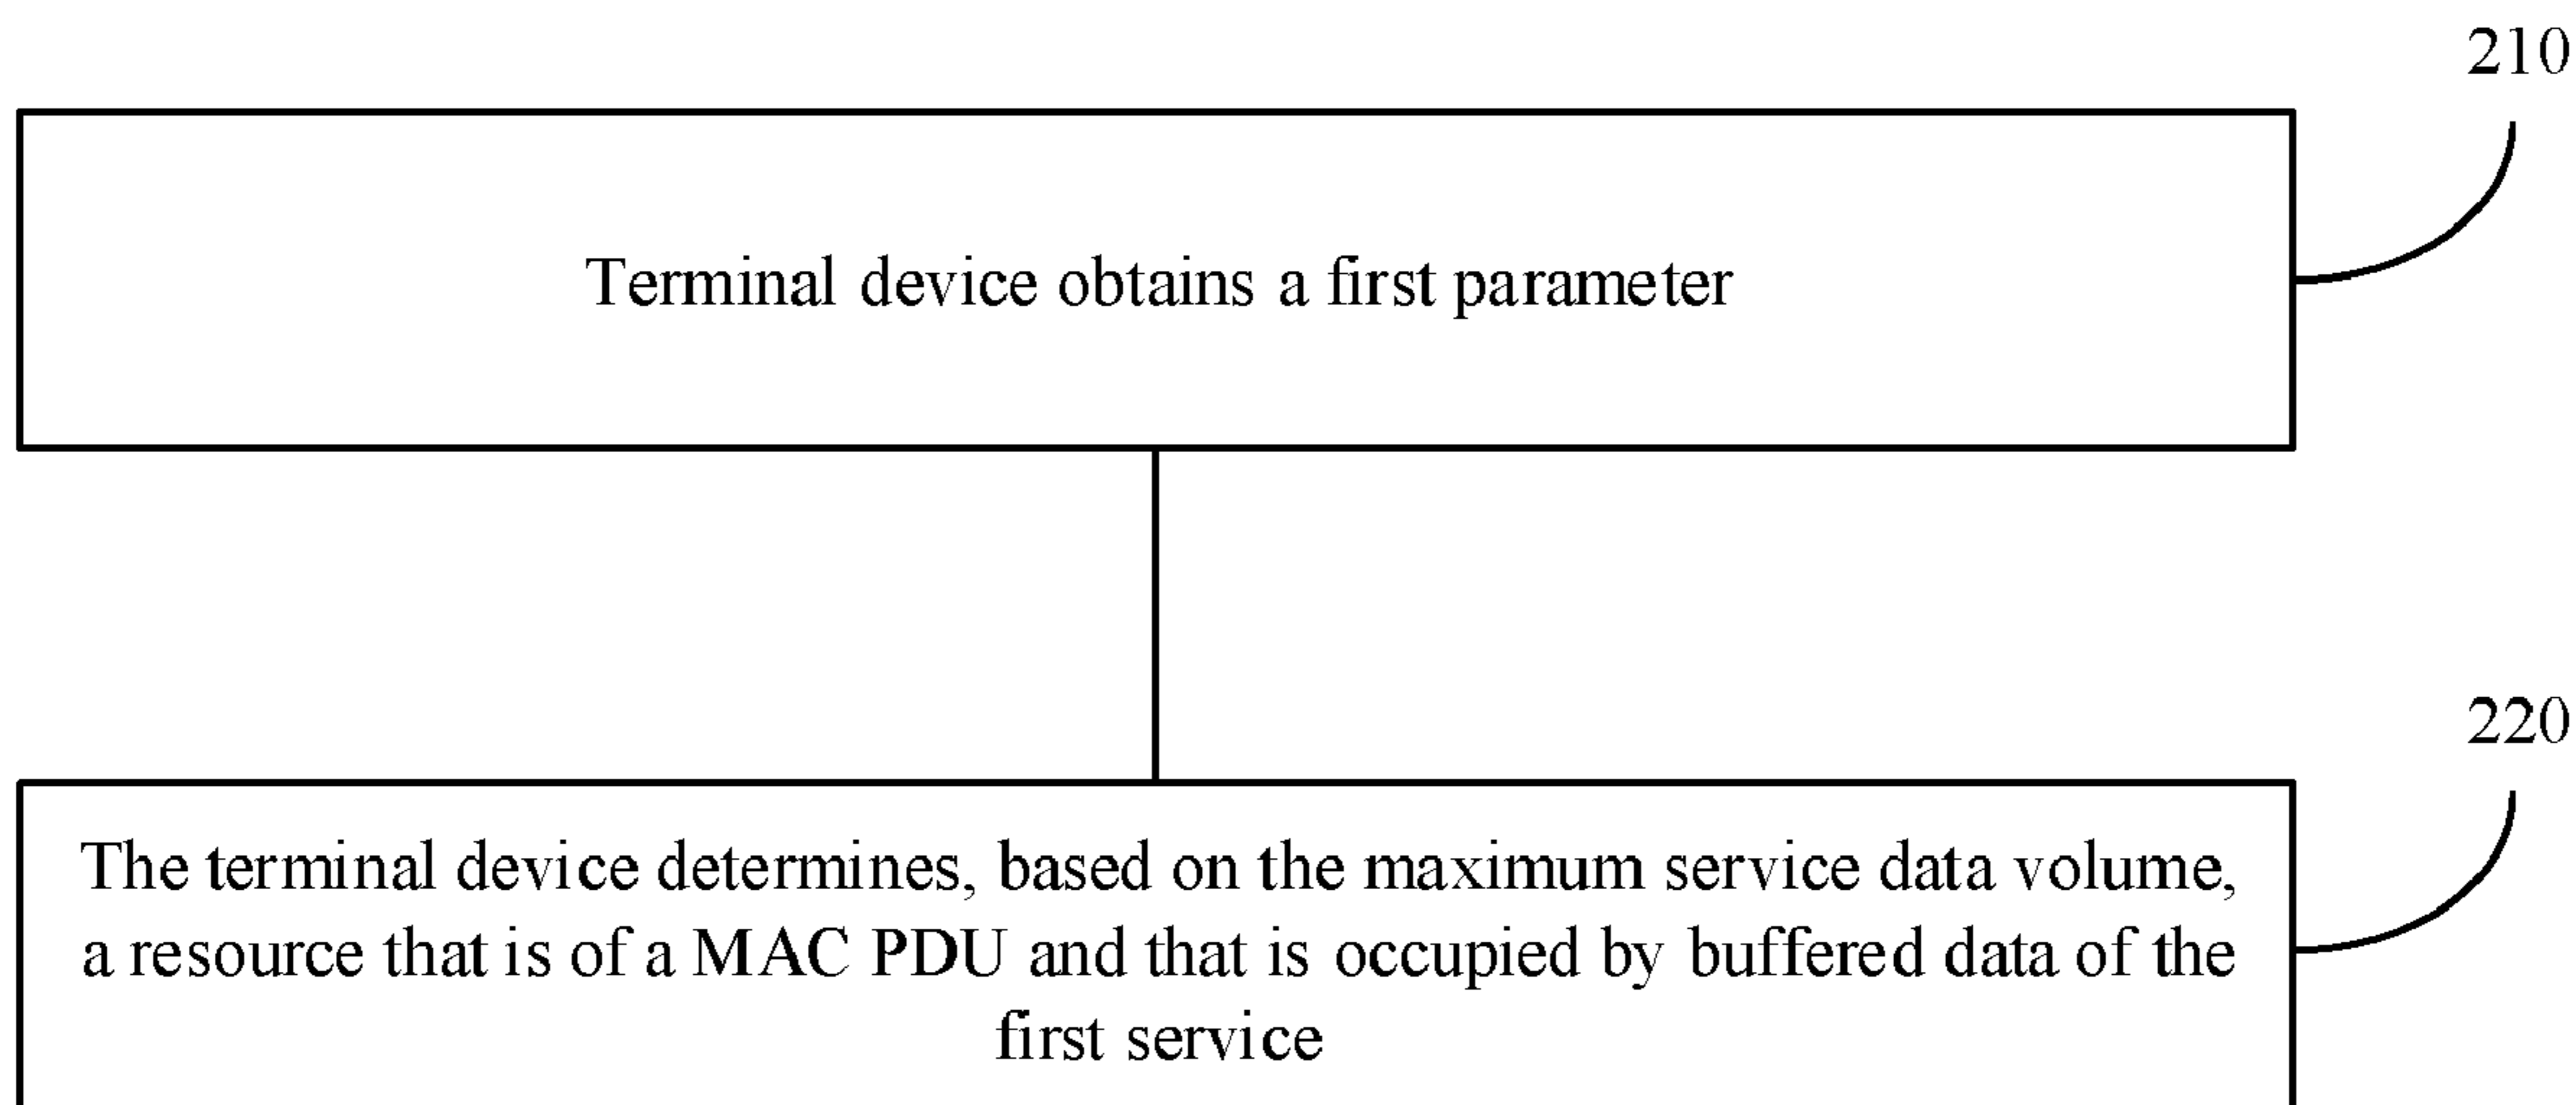 210
Terminal device obtains a first parameter
220
The terminal device determines, based on the maximum service data volume,
a resource that is of a MAC PDU and that is occupied by buffered data of the
first service